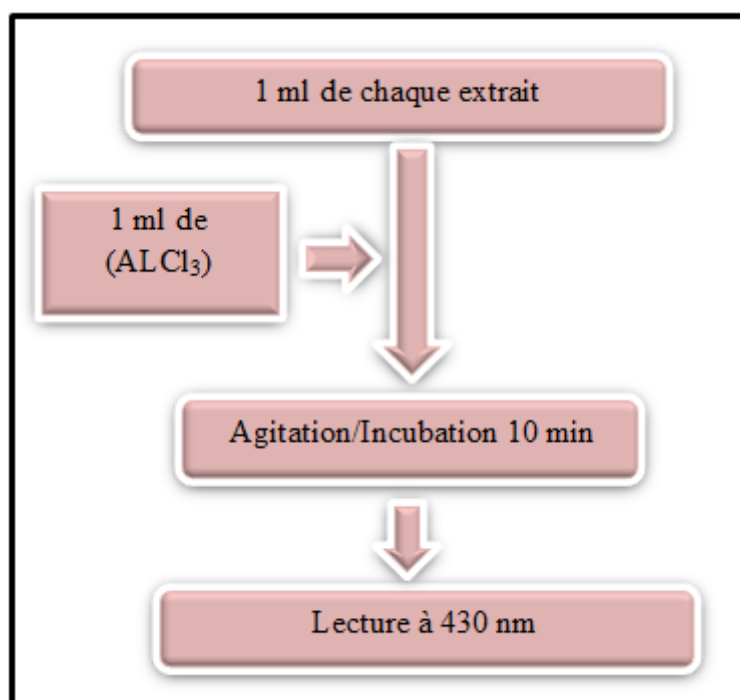 1 ml de chaque extrait
1 ml de
(ALCl₃)
Agitation/Incubation 10 min
Lecture à 430 nm